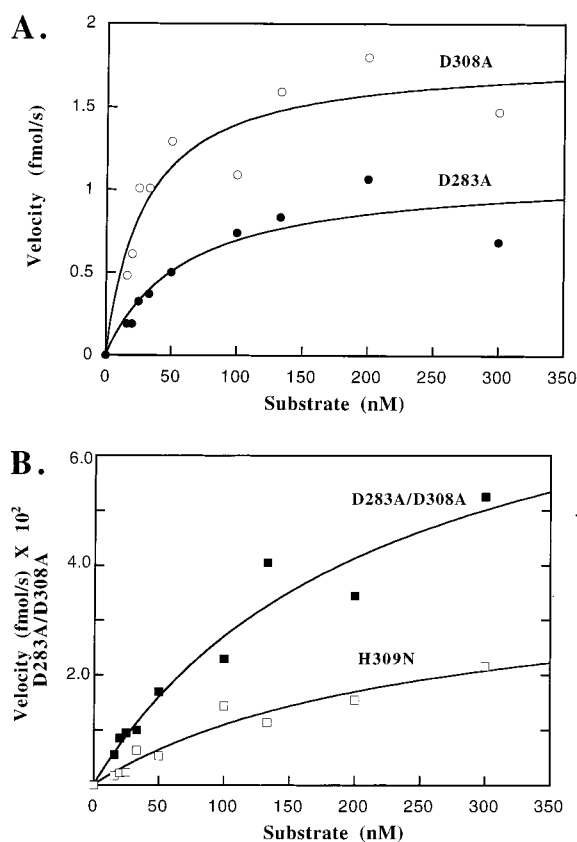 A.
2
1.5
1
0.5
0
Velocity (fmol/s)
D308A
D283A
0 50 100 150 200 250 300 350
Substrate (nM)
B.
6.0
4.0
2.0
Velocity (fmol/s) X 10²
D283A/D308A
D283A/D308A
H309N
0 50 100 150 200 250 300 350
Substrate (nM)